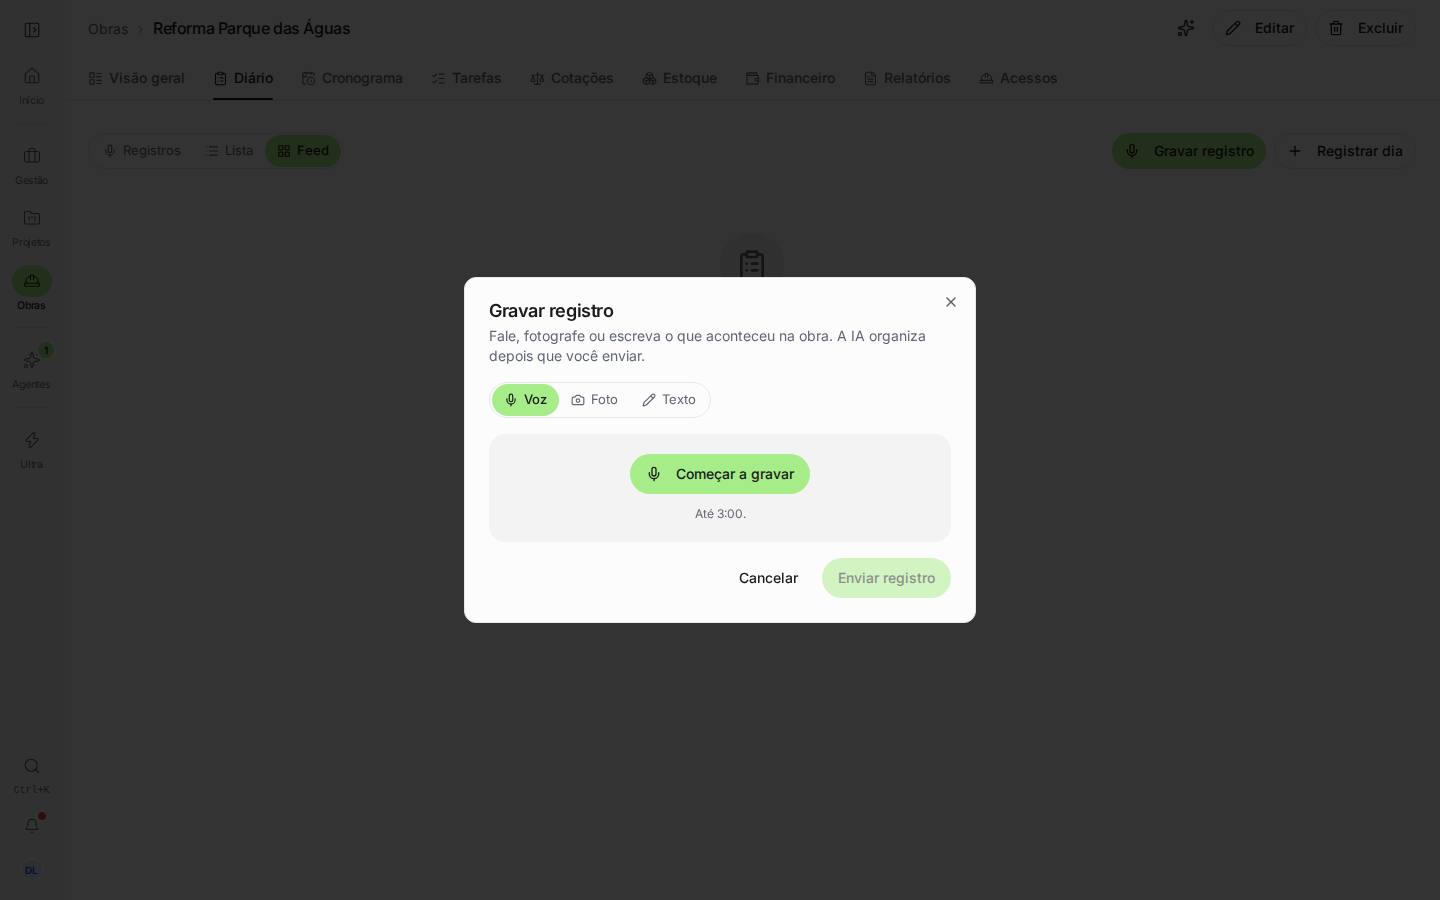 Obras > Reforma Parque das Águas
Editar
Excluir
Visão geral
Diário
Cronograma
Tarefas
Cotações
Estoque
Financeiro
Relatórios
Acessos
Início
Gestão
Projetos
Obras
1
Agentes
Ultra
Ctrl+K
DL
Registros
Lista
Feed
Gravar registro
Registrar dia
Gravar registro
Fale, fotografe ou escreva o que aconteceu na obra. A IA organiza
depois que você enviar.
Voz
Foto
Texto
Começar a gravar
Até 3:00.
Cancelar
Enviar registro